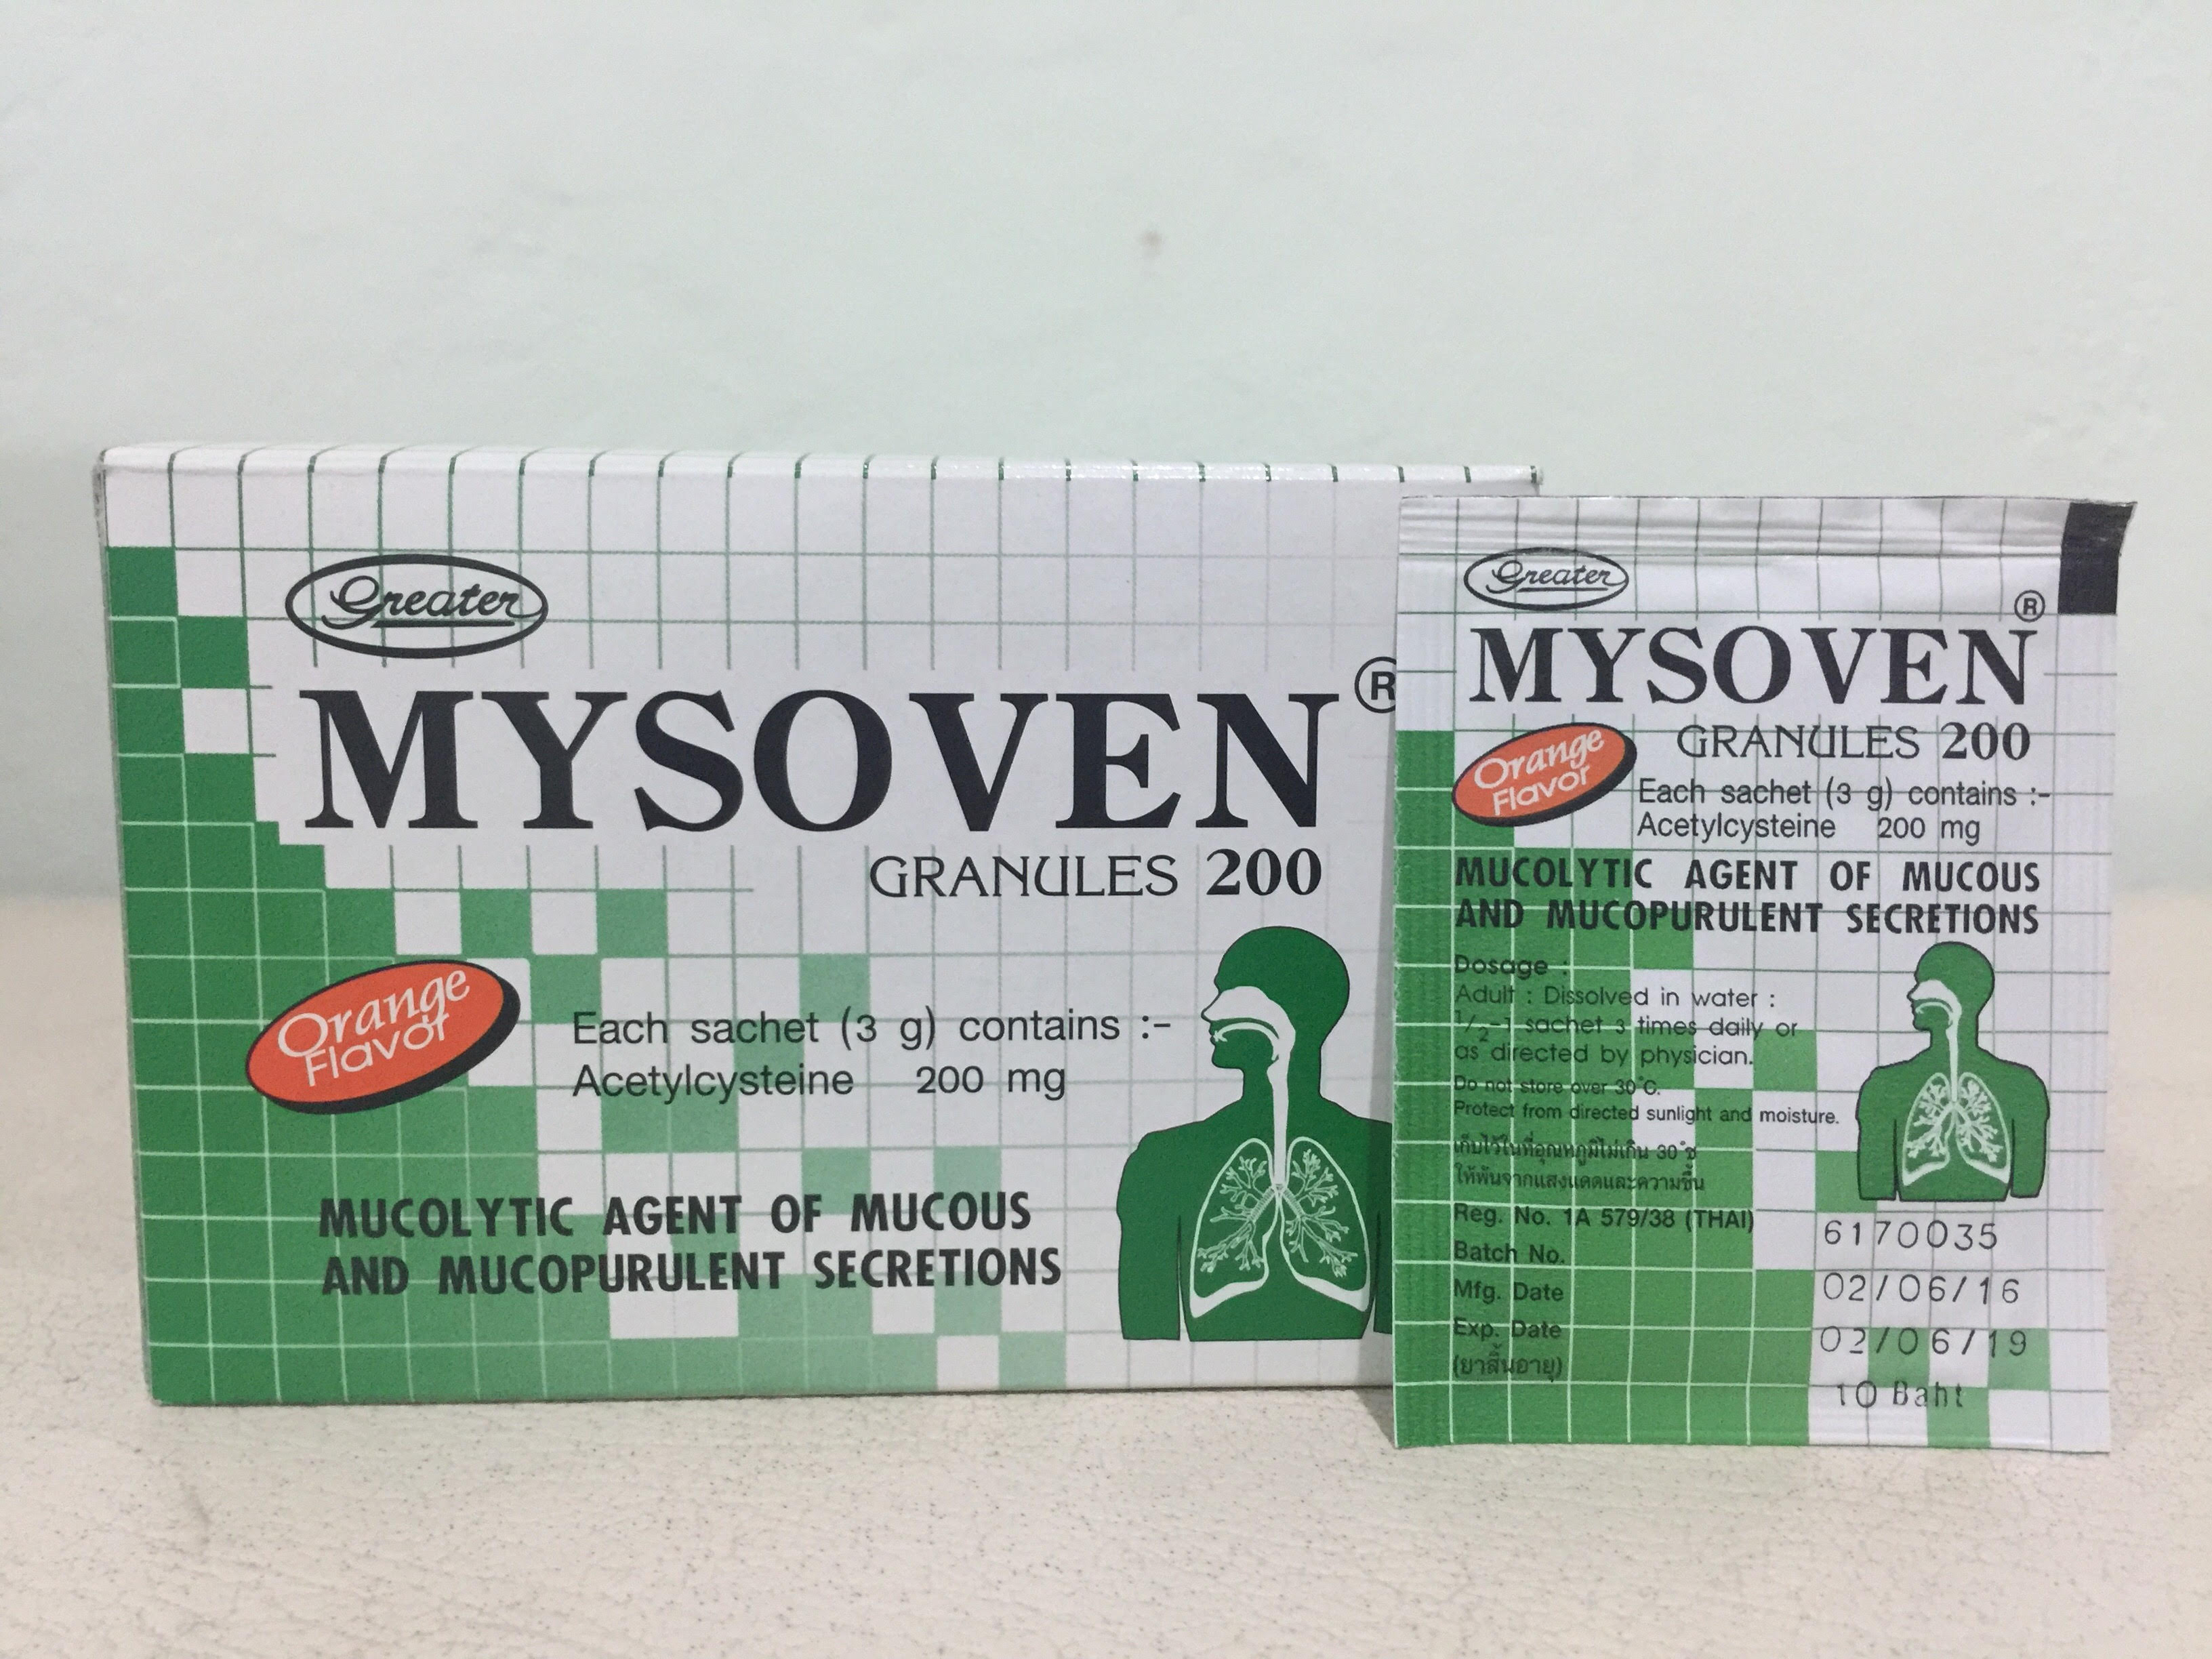 Greater
MYSOVEN®
GRANULES 200
Orange
Flavor
Each sachet (3 g) contains :-
Acetylcysteine 200 mg
MUCOLYTIC AGENT OF MUCOUS
AND MUCOPURULENT SECRETIONS
Greater
MYSOVEN®
GRANULES 200
Orange
Flavor
Each sachet (3 g) contains :-
Acetylcysteine 200 mg
MUCOLYTIC AGENT OF MUCOUS
AND MUCOPURULENT SECRETIONS
Dosage :
Adult : Dissolved in water :
1/2-1 sachet 3 times daily or
as directed by physician.
Do not store over 30°C.
Protect from directed sunlight and moisture.
เก็บไว้ในที่อุณหภูมิไม่เกิน 30°ซ
ให้พ้นจากแสงแดดและความชื้น
Reg. No. 1A 579/38 (THAI)
Batch No. 6170035
Mfg. Date 02/06/16
Exp. Date 02/06/19
(ยาสิ้นอายุ)
10 Baht